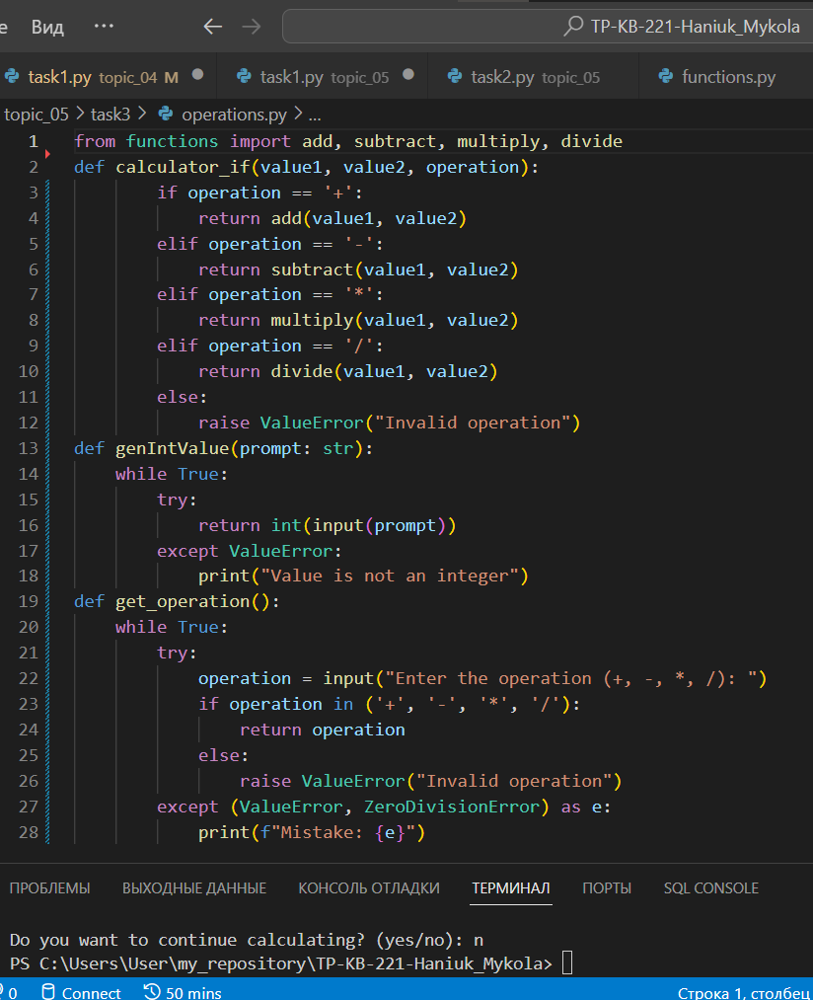 е Вид ··· ← → TP-KB-221-Haniuk_Mykola
task1.py topic_04 M ● task1.py topic_05 ● task2.py topic_05 functions.py
topic_05 > task3 > operations.py > ...
1 from functions import add, subtract, multiply, divide
2 def calculator_if(value1, value2, operation):
3         if operation == '+':
4             return add(value1, value2)
5         elif operation == '-':
6             return subtract(value1, value2)
7         elif operation == '*':
8             return multiply(value1, value2)
9         elif operation == '/':
10             return divide(value1, value2)
11         else:
12             raise ValueError("Invalid operation")
13 def genIntValue(prompt: str):
14     while True:
15         try:
16             return int(input(prompt))
17         except ValueError:
18             print("Value is not an integer")
19 def get_operation():
20     while True:
21         try:
22             operation = input("Enter the operation (+, -, *, /): ")
23             if operation in ('+', '-', '*', '/'):
24                 return operation
25             else:
26                 raise ValueError("Invalid operation")
27         except (ValueError, ZeroDivisionError) as e:
28             print(f"Mistake: {e}")
ПРОБЛЕМЫ ВЫХОДНЫЕ ДАННЫЕ КОНСОЛЬ ОТЛАДКИ ТЕРМИНАЛ ПОРТЫ SQL CONSOLE
Do you want to continue calculating? (yes/no): n
PS C:\Users\User\my_repository\TP-KB-221-Haniuk_Mykola>
0 Connect 50 mins Строка 1, столбец